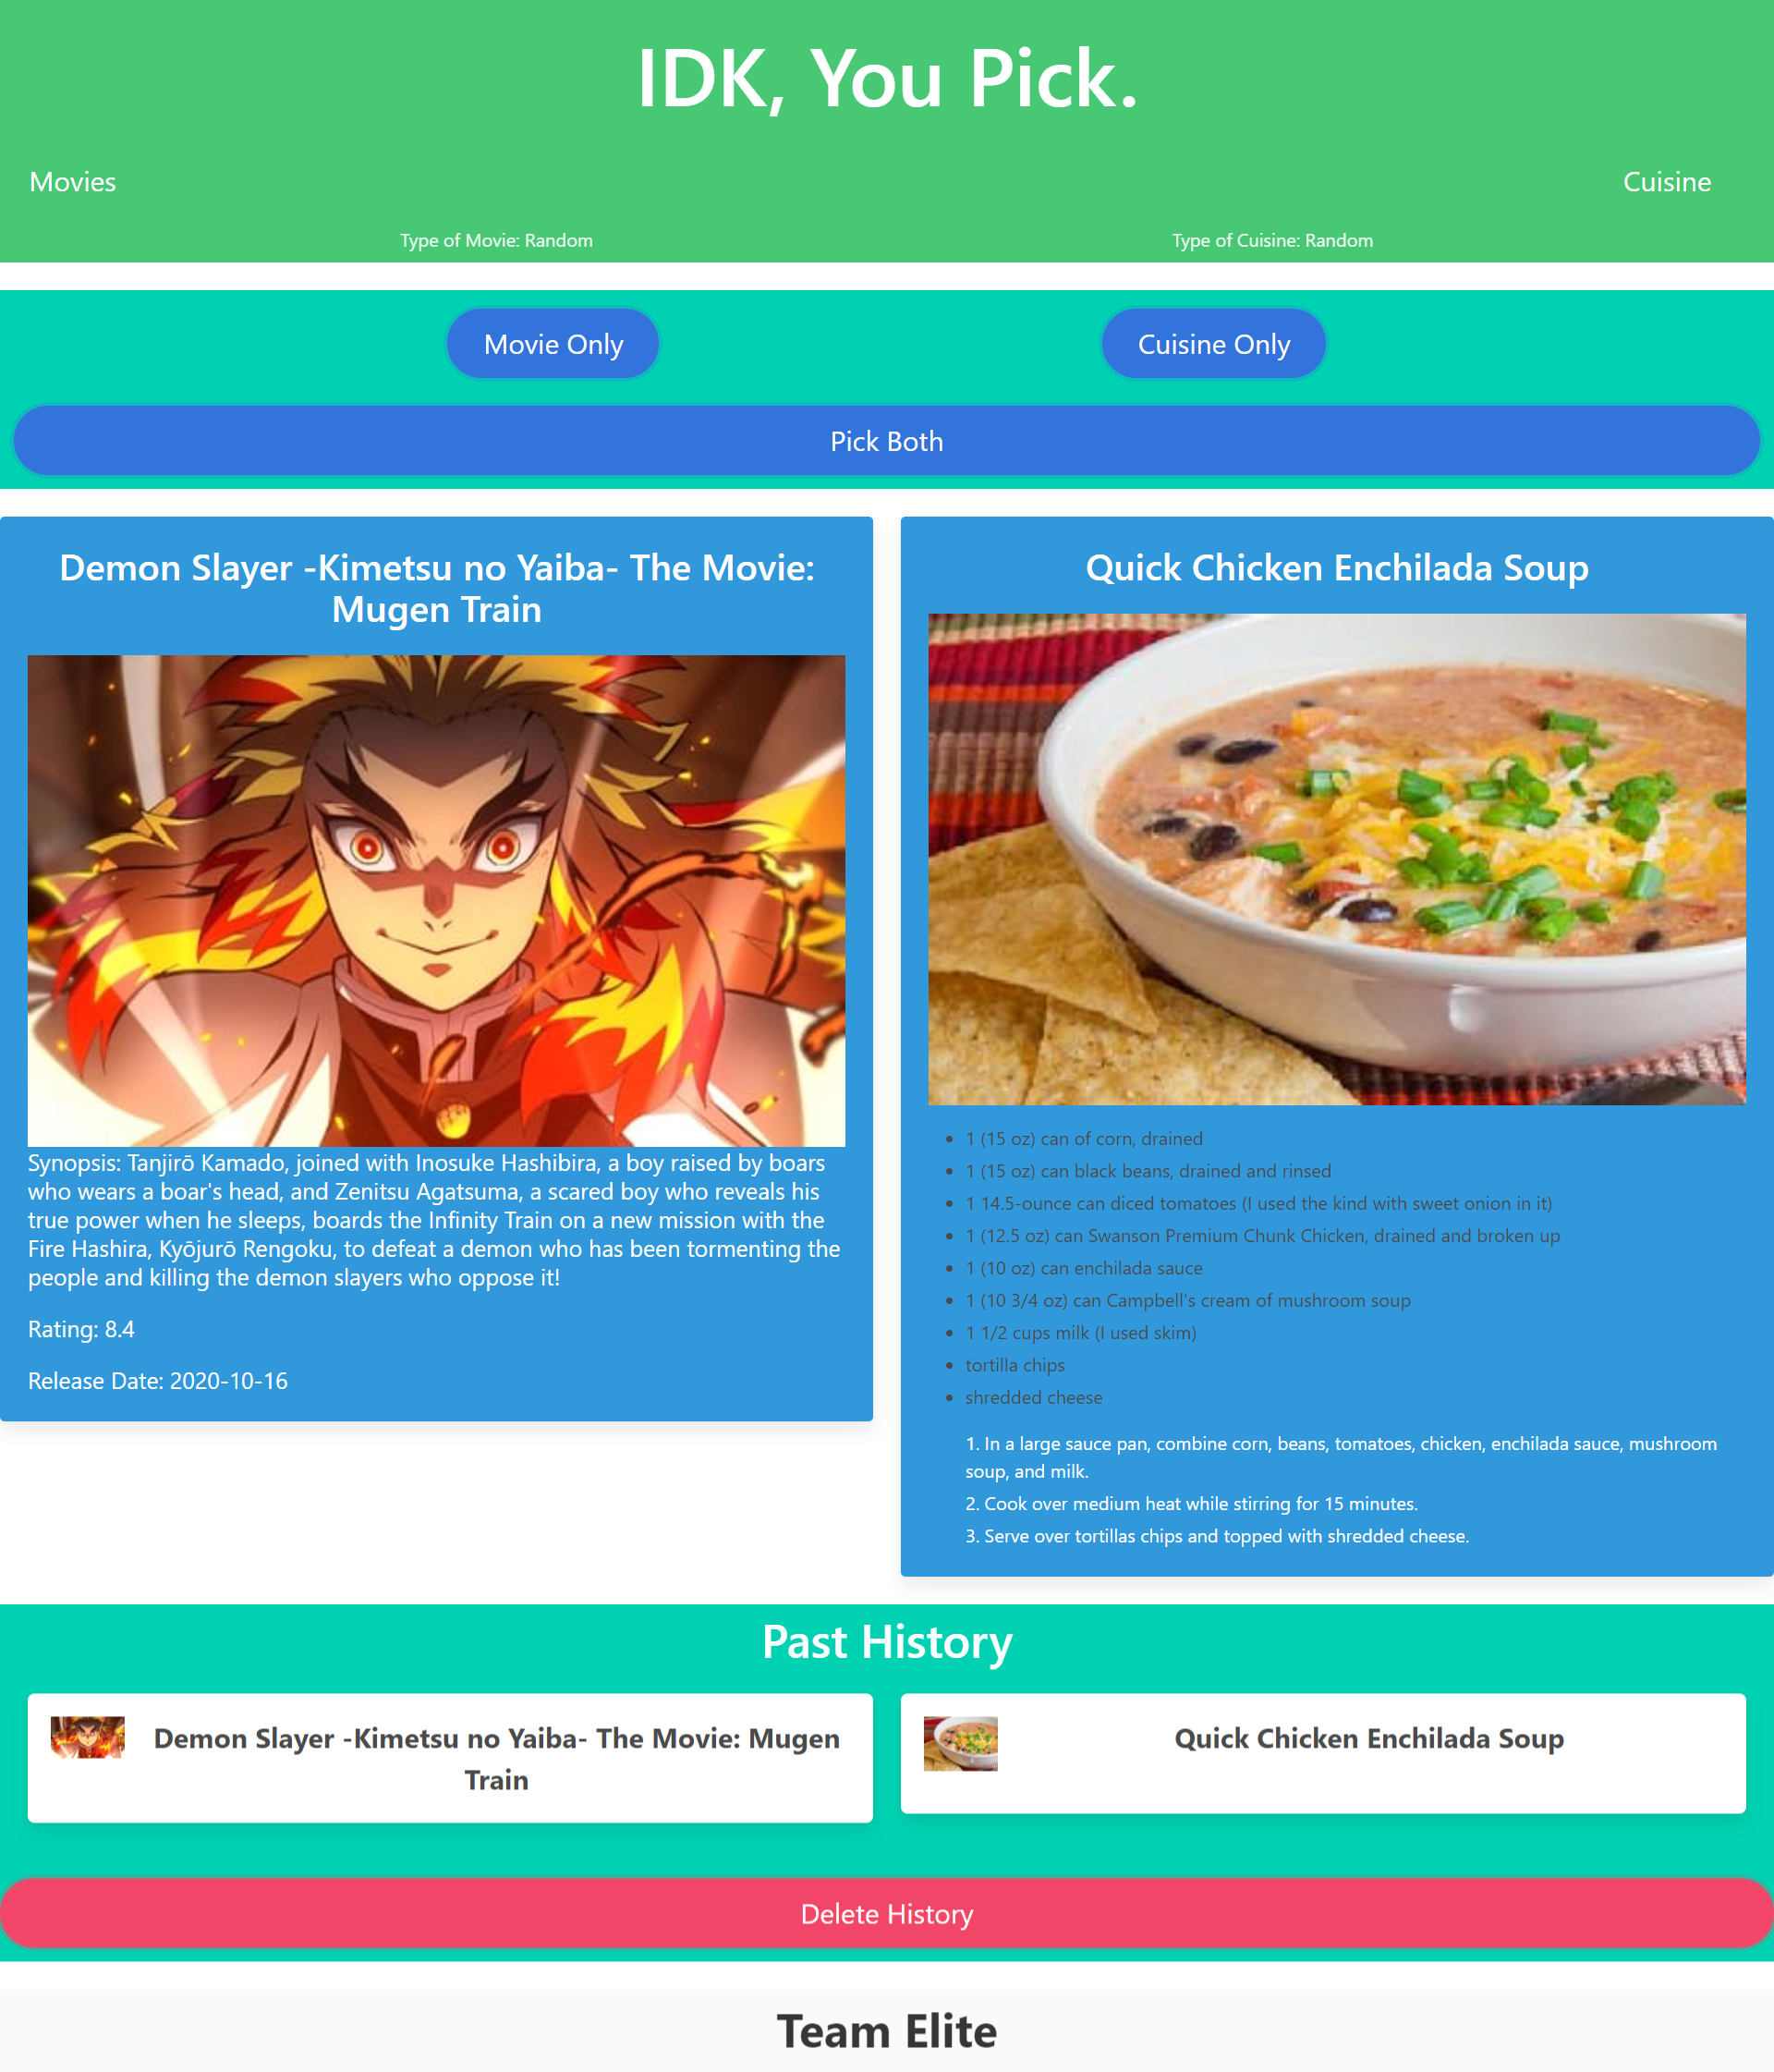 IDK, You Pick.
Movies
Cuisine
Type of Movie: Random
Type of Cuisine: Random
Movie Only
Cuisine Only
Pick Both
Demon Slayer -Kimetsu no Yaiba- The Movie:
Mugen Train
Synopsis: Tanjirō Kamado, joined with Inosuke Hashibira, a boy raised by boars
who wears a boar's head, and Zenitsu Agatsuma, a scared boy who reveals his
true power when he sleeps, boards the Infinity Train on a new mission with the
Fire Hashira, Kyōjurō Rengoku, to defeat a demon who has been tormenting the
people and killing the demon slayers who oppose it!
Rating: 8.4
Release Date: 2020-10-16
Quick Chicken Enchilada Soup
• 1 (15 oz) can of corn, drained
• 1 (15 oz) can black beans, drained and rinsed
• 1 14.5-ounce can diced tomatoes (I used the kind with sweet onion in it)
• 1 (12.5 oz) can Swanson Premium Chunk Chicken, drained and broken up
• 1 (10 oz) can enchilada sauce
• 1 (10 3/4 oz) can Campbell's cream of mushroom soup
• 1 1/2 cups milk (I used skim)
• tortilla chips
• shredded cheese
1. In a large sauce pan, combine corn, beans, tomatoes, chicken, enchilada sauce, mushroom
soup, and milk.
2. Cook over medium heat while stirring for 15 minutes.
3. Serve over tortillas chips and topped with shredded cheese.
Past History
Demon Slayer -Kimetsu no Yaiba- The Movie: Mugen
Train
Quick Chicken Enchilada Soup
Delete History
Team Elite